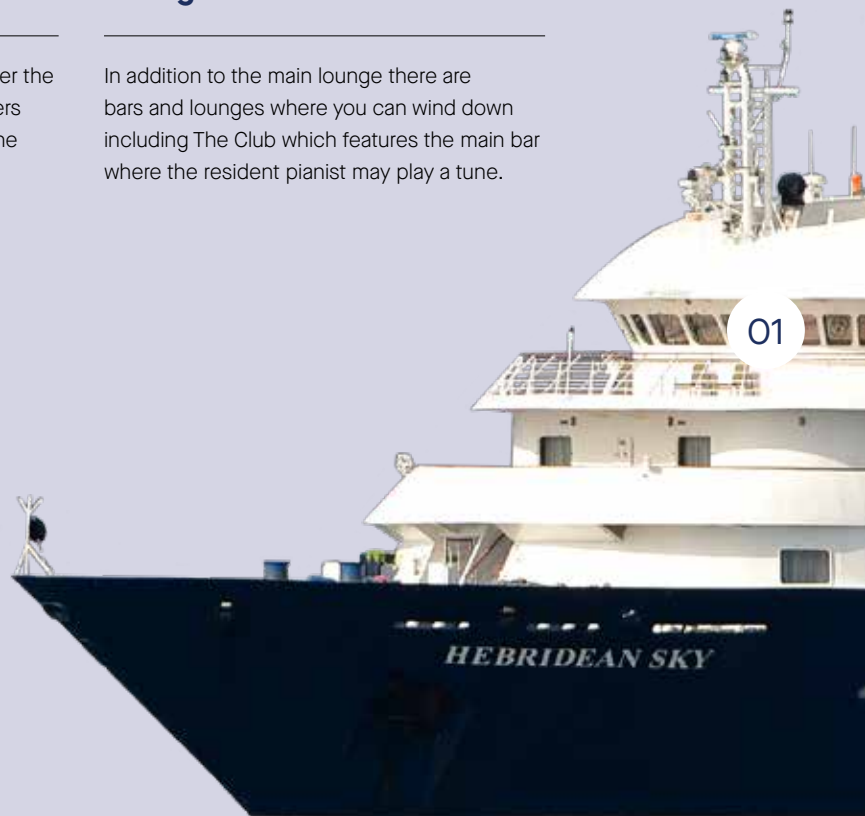 er the
ers
ne
In addition to the main lounge there are
bars and lounges where you can wind down
including The Club which features the main bar
where the resident pianist may play a tune.
01
HEBRIDEAN SKY